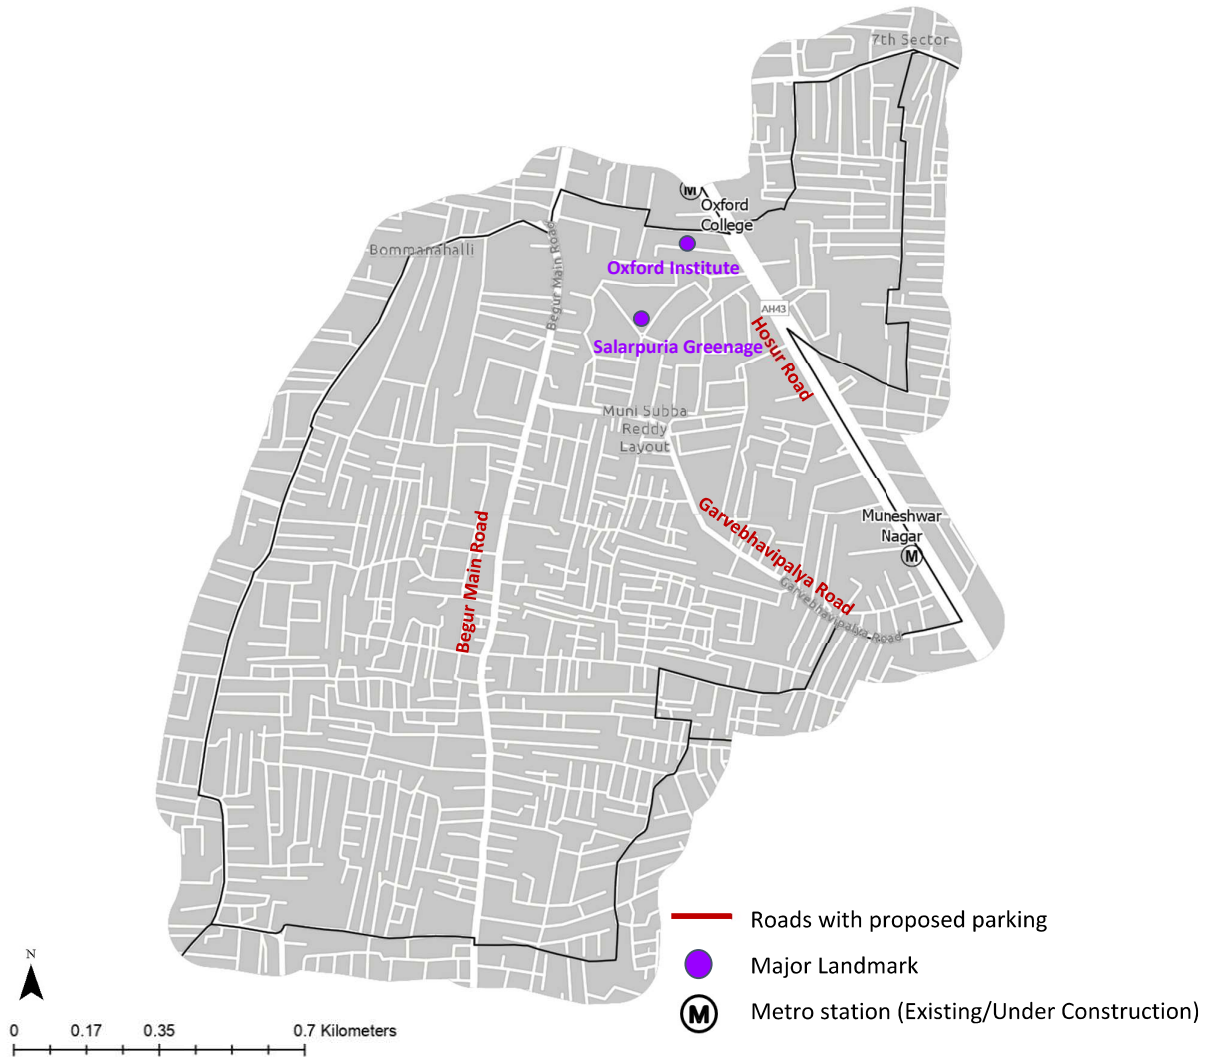 7th Sector
M
Oxford
College
Bommanahalli
Begur Main Road
Oxford Institute
AH43
Salarpuria Greenage
Hosur Road
Muni Subba
Reddy
Layout
Garvebhavipalya Road
Begur Main Road
Muneshwar
Nagar
M
Garvebhavipalya Road
Roads with proposed parking
Major Landmark
M
Metro station (Existing/Under Construction)
N
0 0.17 0.35 0.7 Kilometers